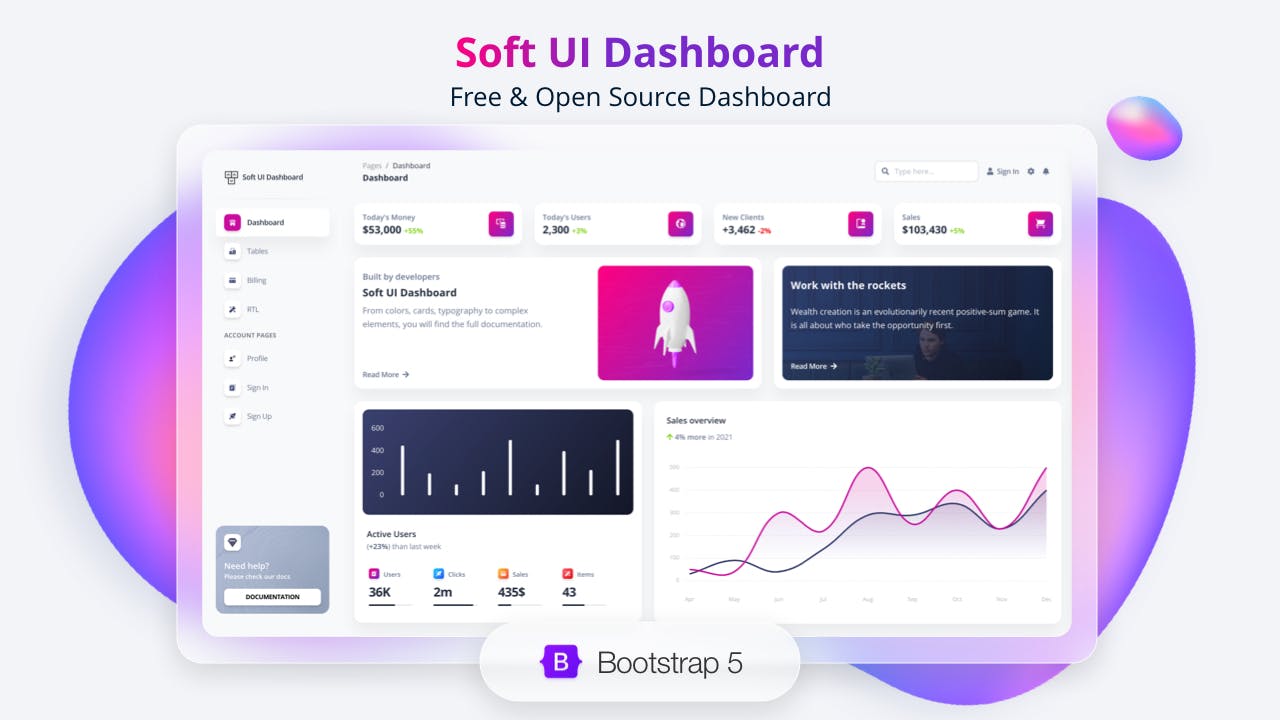 Soft UI Dashboard
Free & Open Source Dashboard
Soft UI Dashboard
Pages / Dashboard
Dashboard
Type here...
Sign In
Dashboard
Tables
Billing
RTL
ACCOUNT PAGES
Profile
Sign In
Sign Up
Need help?
Please check our docs
DOCUMENTATION
Today's Money
$53,000 +55%
Today's Users
2,300 +3%
New Clients
+3,462 -2%
Sales
$103,430 +5%
Built by developers
Soft UI Dashboard
From colors, cards, typography to complex
elements, you will find the full documentation.
Read More
Work with the rockets
Wealth creation is an evolutionarily recent positive-sum game. It
is all about who take the opportunity first.
Read More
600
400
200
0
Active Users
(+23%) than last week
Users
36K
Clicks
2m
Sales
435$
Items
43
Sales overview
4% more in 2021
500
400
300
200
100
0
Apr May Jun Jul Aug Sep Oct Nov Dec
B Bootstrap 5